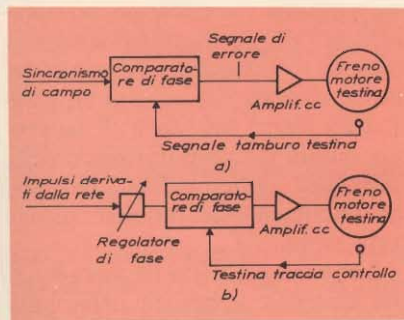 Segnale di
errore
Sincronismo
di campo
Comparato-
re di fase
Amplif. cc
Freno
motore
testina
Segnale tamburo testina
a)
Impulsi deriva-
ti dalla rete
Regolatore
di fase
Comparato-
re di fase
Amplif. cc
Freno
motore
testina
Testina traccia controllo
b)